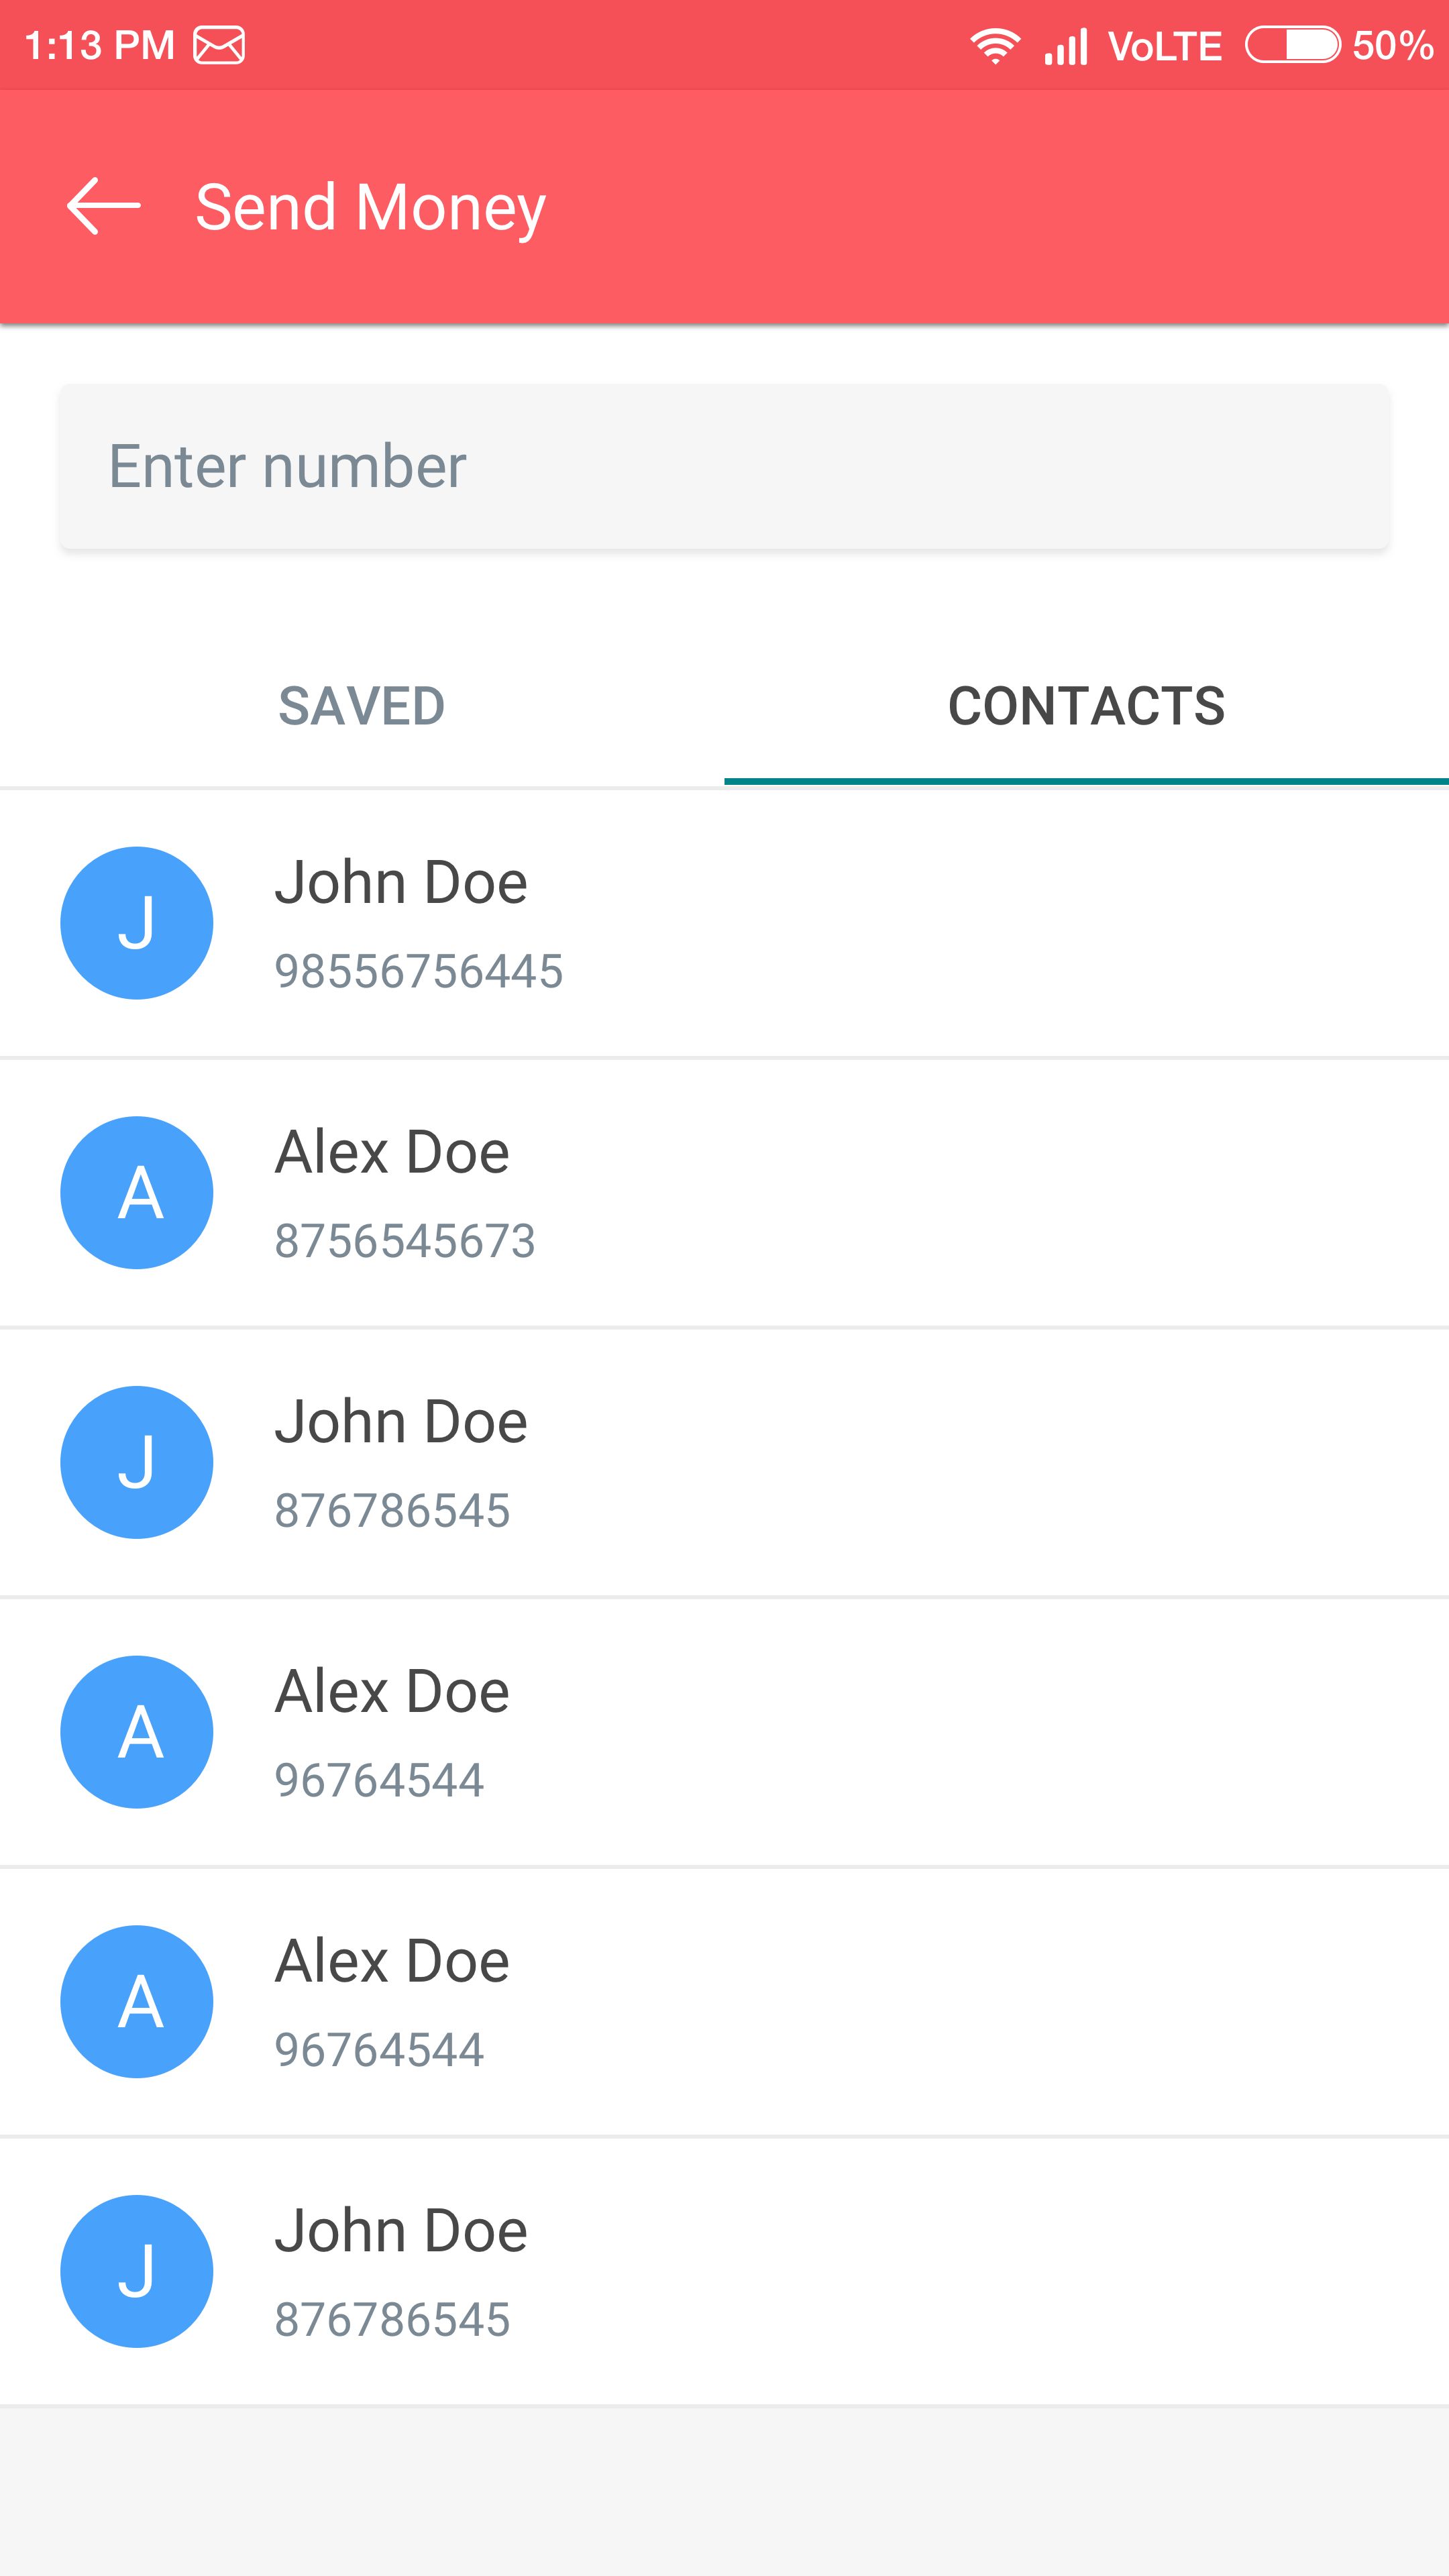 1:13 PM VoLTE 50%
Send Money
Enter number
SAVED CONTACTS
J
John Doe
98556756445
A
Alex Doe
8756545673
J
John Doe
876786545
A
Alex Doe
96764544
A
Alex Doe
96764544
J
John Doe
876786545